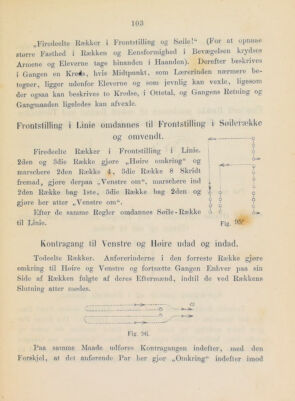 103
„Firedeelte Rækker i Frontstilling og Søile!“ (For at opnaae
større Fasthed i Rækken og Eensformighed i Bevægelsen krydses
Armene og Eleverne tage hinanden i Haanden). Derefter beskrives
i Gangen en Kreds, hvis Midtpunkt, som Lærerinden nærmere be-
tegner, ligger udenfor Eleverne og som jevnlig kan vexle, ligesom
der ogsaa kan beskrives to Kredse, i Ottetal, og Gangens Retning og
Gangmaaden ligeledes kan afvexle.
Frontstilling i Linie omdannes til Frontstilling i Søilerække
og omvendt.
Firedeelte Rækker i Frontstilling i Linie.
2den og 3die Række gjøre „Høire omkring“ og
marschere 2den Række 4, 3die Række 8 Skridt
fremad, gjøre derpaa „Venstre om“, marschere ind
2den Række bag 1ste, 3die Række bag 2den og
gjøre her atter „Venstre om“.
Efter de samme Regler omdannes Søile-Række
til Linie.
Fig. 95.
Kontragang til Venstre og Høire udad og indad.
Todeelte Rækker. Anførerinderne i den forreste Række gjøre
omkring til Høire og Venstre og fortsætte Gangen Enhver paa sin
Side af Rækken fulgte af deres Eftermænd, indtil de ved Rækkens
Slutning atter mødes.
Fig. 96.
Paa samme Maade udføres Kontragangen indefter, med den
Forskjel, at det anførende Par her gjør „Omkring“ indefter imod